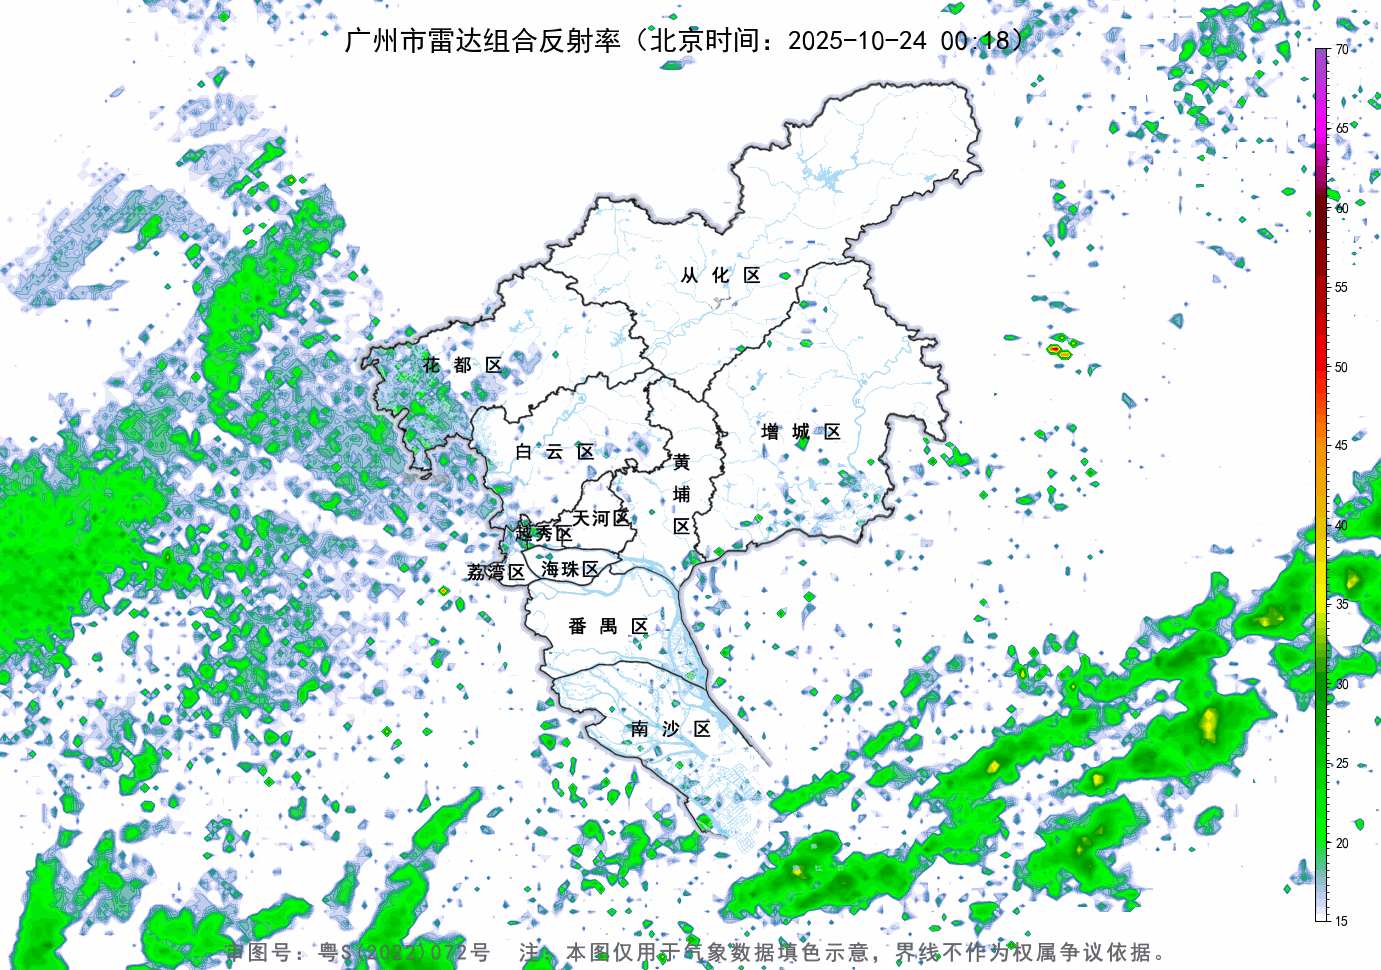 广州市雷达组合反射率（北京时间：2025-10-24 00:18）
70
65
60
55
50
45
40
35
30
25
20
15
从化区
花都区
增城区
白云区
黄埔区
天河区
越秀区
荔湾区
海珠区
番禺区
南沙区
审图号：粤S(2022)072号 注：本图仅用于气象数据填色示意，界线不作为权属争议依据。